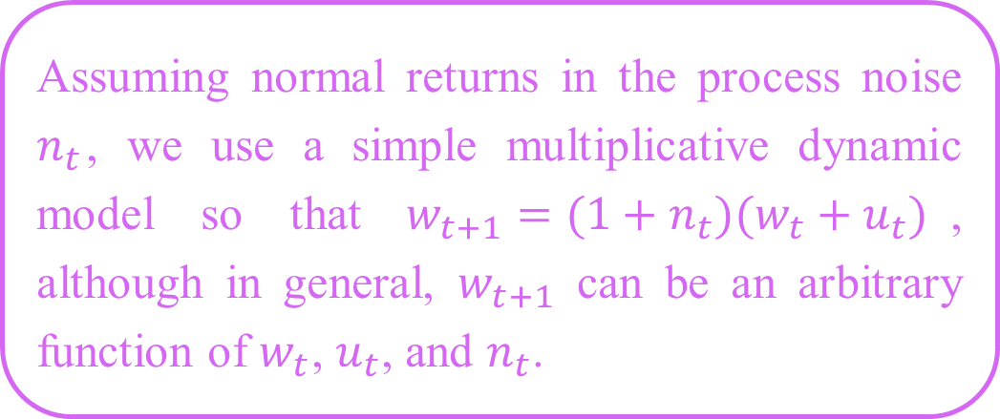 Assuming normal returns in the process noise
$n_t$, we use a simple multiplicative dynamic
model so that $w_{t+1} = (1 + n_t)(w_t + u_t)$ ,
although in general, $w_{t+1}$ can be an arbitrary
function of $w_t$, $u_t$, and $n_t$.